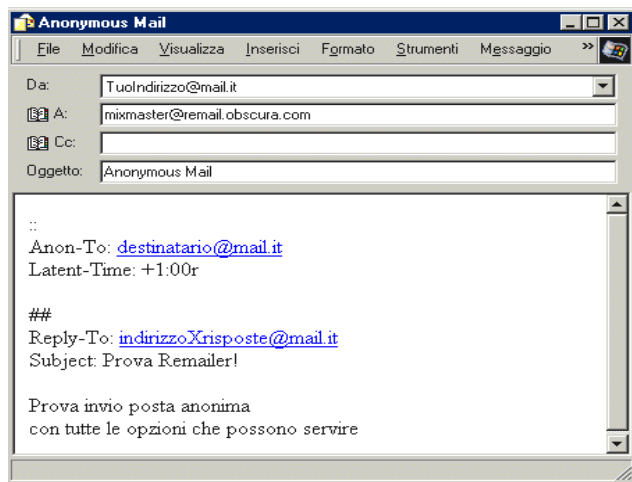 Anonymous Mail
File Modifica Visualizza Inserisci Formato Strumenti Messaggio »
Da: TuoIndirizzo@mail.it
A: mixmaster@remail.obscura.com
Cc:
Oggetto: Anonymous Mail
::
Anon-To: destinatario@mail.it
Latent-Time: +1:00r
##
Reply-To: indirizzoXrisposte@mail.it
Subject: Prova Remailer!
Prova invio posta anonima
con tutte le opzioni che possono servire